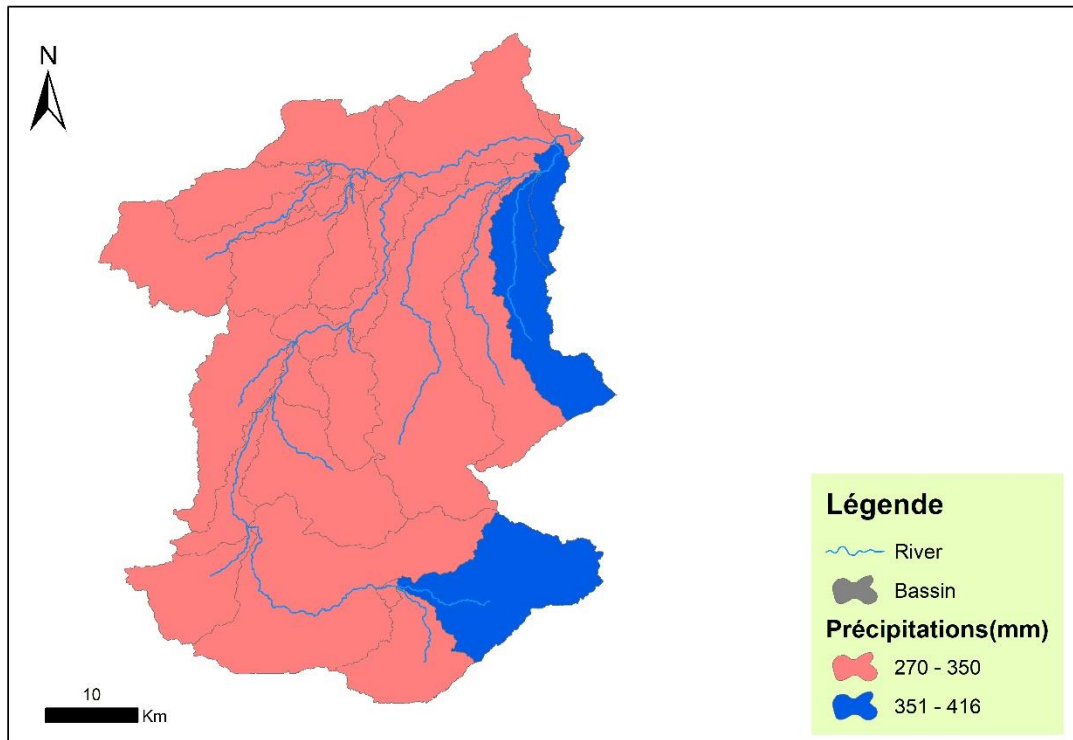 N
Légende
River
Bassin
Précipitations(mm)
270 - 350
351 - 416
10
Km